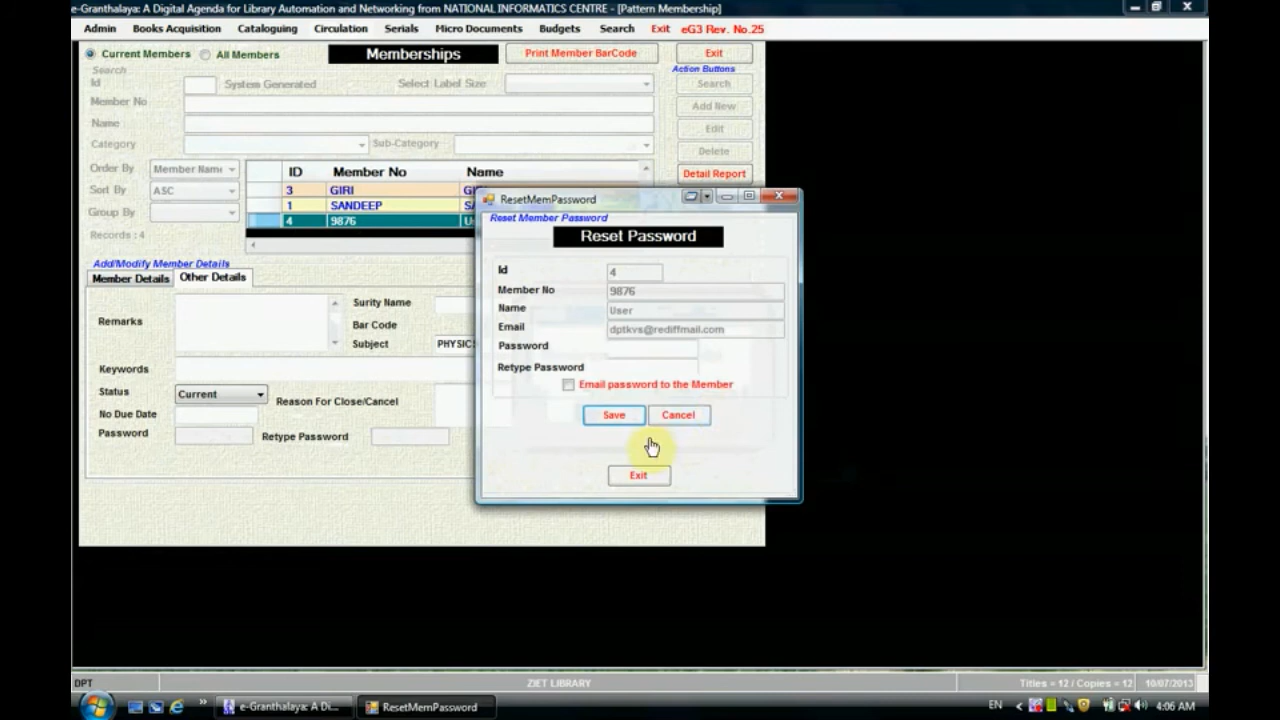 e-Granthalaya: A Digital Agenda for Library Automation and Networking from NATIONAL INFORMATICS CENTRE - [Pattern Membership]
Admin Books Acquisition Cataloguing Circulation Serials Micro Documents Budgets Search Exit eG3 Rev. No.25
Current Members All Members Memberships Print Member BarCode Exit
Search Action Buttons
Id System Generated Select Label Size Search
Member No Add New
Name Edit
Category Sub-Category Delete
Order By Member Name ID Member No Name Detail Report
Sort By ASC 3 GIRI
1 SANDEEP
Group By 4 9876
Records : 4
Add/Modify Member Details
Member Details Other Details
Remarks Surity Name
Bar Code
Subject PHYSIC
Keywords
Status Current Reason For Close/Cancel
No Due Date
Password Retype Password
ResetMemPassword
Reset Member Password
Reset Password
Id 4
Member No 9876
Name User
Email dptkvs@rediffmail.com
Password
Retype Password
Email password to the Member
Save Cancel
Exit
DPT ZIET LIBRARY Titles = 12 / Copies = 12 10/07/2013
e-Granthalaya: A Di... ResetMemPassword EN 4:06 AM